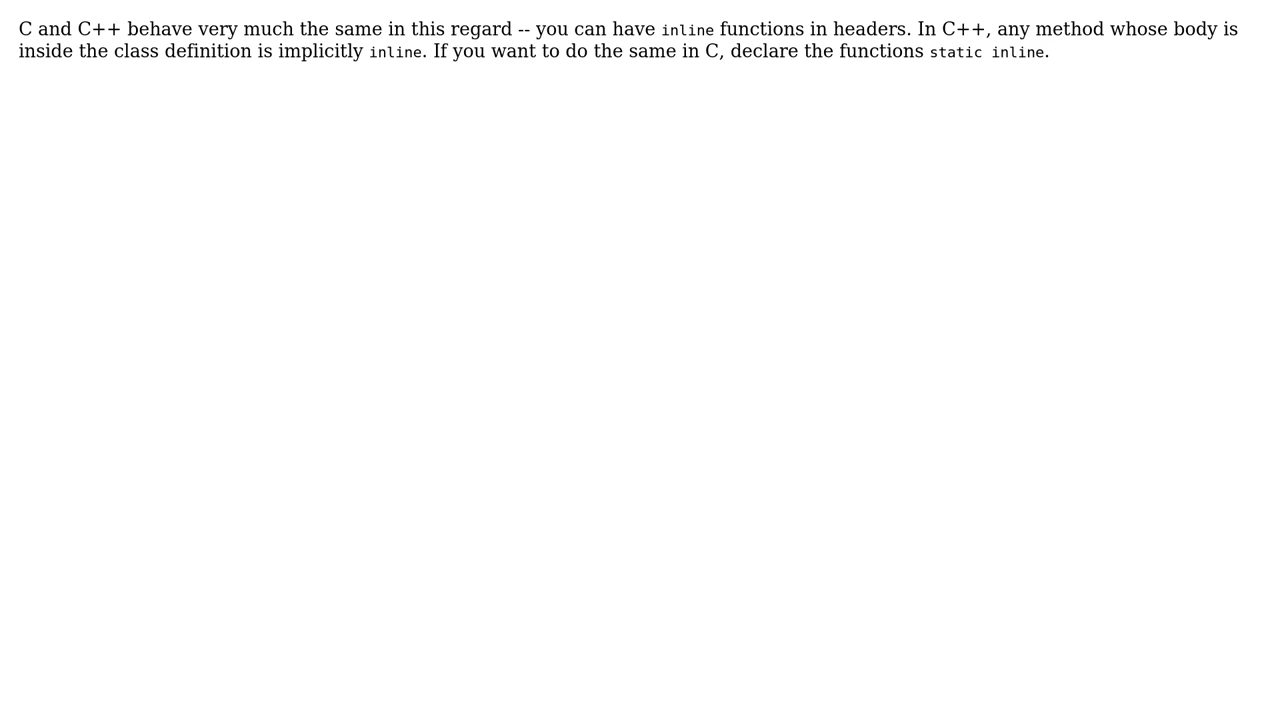 C and C++ behave very much the same in this regard -- you can have inline functions in headers. In C++, any method whose body is
inside the class definition is implicitly inline. If you want to do the same in C, declare the functions static inline.